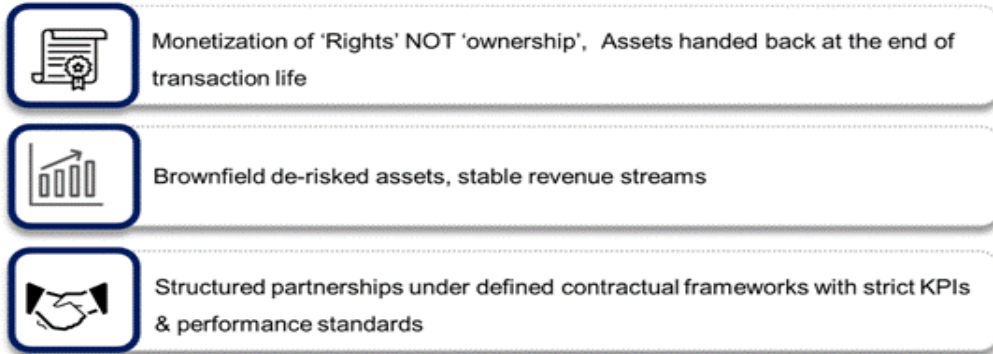 Monetization of ‘Rights’ NOT ‘ownership’, Assets handed back at the end of
transaction life
Brownfield de-risked assets, stable revenue streams
Structured partnerships under defined contractual frameworks with strict KPIs
& performance standards